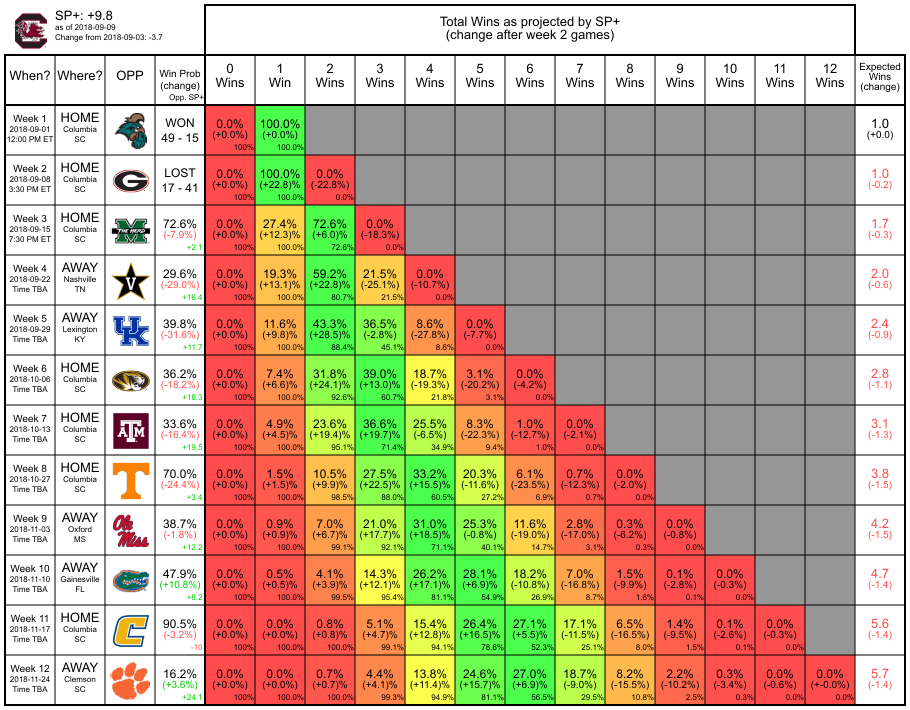 SP+: +9.8
as of 2018-09-09
Change from 2018-09-03: -3.7
Total Wins as projected by SP+
(change after week 2 games)
When? Where? OPP Win Prob (change) Opp. SP+ 0 Wins 1 Win 2 Wins 3 Wins 4 Wins 5 Wins 6 Wins 7 Wins 8 Wins 9 Wins 10 Wins 11 Wins 12 Wins Expected Wins (change)
Week 1 HOME WON 0.0% 100.0% 1.0
2018-09-01 Columbia 49 - 15 (+0.0%) (+0.0%) (+0.0)
12:00 PM ET SC 100% 100.0%
Week 2 HOME G LOST 0.0% 100.0% 0.0% 1.0
2018-09-08 Columbia 17 - 41 (+0.0%) (+22.8)% (-22.8%) (-0.2)
3:30 PM ET SC 100% 100.0% 0.0%
Week 3 HOME M THE HERD 72.6% 0.0% 27.4% 72.6% 0.0% 1.7
2018-09-15 Columbia (-7.9%) (+0.0%) (+12.3)% (+6.0)% (-18.3%) (-0.3)
7:30 PM ET SC +2.1 100% 100.0% 72.6% 0.0%
Week 4 AWAY V 29.6% 0.0% 19.3% 59.2% 21.5% 0.0% 2.0
2018-09-22 Nashville (-29.0%) (+0.0%) (+13.1)% (+22.8)% (-25.1%) (-10.7%) (-0.6)
Time TBA TN +16.4 100% 100.0% 80.7% 21.5% 0.0%
Week 5 AWAY UK 39.8% 0.0% 11.6% 43.3% 36.5% 8.6% 0.0% 2.4
2018-09-29 Lexington (-31.6%) (+0.0%) (+9.8)% (+28.5)% (-2.8%) (-27.8%) (-7.7%) (-0.9)
Time TBA KY +11.7 100% 100.0% 88.4% 45.1% 8.6% 0.0%
Week 6 HOME 36.2% 0.0% 7.4% 31.8% 39.0% 18.7% 3.1% 0.0% 2.8
2018-10-06 Columbia (-18.2%) (+0.0%) (+6.6)% (+24.1)% (+13.0)% (-19.3%) (-20.2%) (-4.2%) (-1.1)
Time TBA SC +18.3 100% 100.0% 92.6% 60.7% 21.8% 3.1% 0.0%
Week 7 HOME ATM 33.6% 0.0% 4.9% 23.6% 36.6% 25.5% 8.3% 1.0% 0.0% 3.1
2018-10-13 Columbia (-16.4%) (+0.0%) (+4.5)% (+19.4)% (+19.7)% (-6.5%) (-22.3%) (-12.7%) (-2.1%) (-1.3)
Time TBA SC +19.5 100% 100.0% 95.1% 71.4% 34.9% 9.4% 1.0% 0.0%
Week 8 HOME T 70.0% 0.0% 1.5% 10.5% 27.5% 33.2% 20.3% 6.1% 0.7% 0.0% 3.8
2018-10-27 Columbia (-24.4%) (+0.0%) (+1.5)% (+9.9)% (+22.5)% (+15.5)% (-11.6%) (-23.5%) (-12.3%) (-2.0%) (-1.5)
Time TBA SC +3.4 100% 100.0% 98.5% 88.0% 60.5% 27.2% 6.9% 0.7% 0.0%
Week 9 AWAY Ole Miss 38.7% 0.0% 0.9% 7.0% 21.0% 31.0% 25.3% 11.6% 2.8% 0.3% 0.0% 4.2
2018-11-03 Oxford (-1.8%) (+0.0%) (+0.9)% (+6.7)% (+17.7)% (+18.5)% (-0.8%) (-19.0%) (-17.0%) (-6.2%) (-0.8%) (-1.5)
Time TBA MS +12.2 100% 100.0% 99.1% 92.1% 71.1% 40.1% 14.7% 3.1% 0.3% 0.0%
Week 10 AWAY 47.9% 0.0% 0.5% 4.1% 14.3% 26.2% 28.1% 18.2% 7.0% 1.5% 0.1% 0.0% 4.7
2018-11-10 Gainesville (+10.8%) (+0.0%) (+0.5)% (+3.9)% (+12.1)% (+17.1)% (+6.9)% (-10.8%) (-16.8%) (-9.9%) (-2.8%) (-0.3%) (-1.4)
Time TBA FL +8.2 100% 100.0% 99.5% 95.4% 81.1% 54.9% 26.9% 8.7% 1.6% 0.1% 0.0%
Week 11 HOME C 90.5% 0.0% 0.0% 0.8% 5.1% 15.4% 26.4% 27.1% 17.1% 6.5% 1.4% 0.1% 0.0% 5.6
2018-11-17 Columbia (-3.2%) (+0.0%) (+0.0)% (+0.8)% (+4.7)% (+12.8)% (+16.5)% (+5.5)% (-11.5%) (-16.5%) (-9.5%) (-2.6%) (-0.3%) (-1.4)
Time TBA SC -10 100% 100.0% 100.0% 99.1% 94.1% 78.6% 52.3% 25.1% 8.0% 1.5% 0.1% 0.0%
Week 12 AWAY 16.2% 0.0% 0.0% 0.7% 4.4% 13.8% 24.6% 27.0% 18.7% 8.2% 2.2% 0.3% 0.0% 0.0% 5.7
2018-11-24 Clemson (+3.6%) (+0.0%) (+0.0)% (+0.7)% (+4.1)% (+11.4)% (+15.7)% (+6.9)% (-9.0%) (-15.5%) (-10.2%) (-3.4%) (-0.6%) (+-0.0% (-1.4)
Time TBA SC +24.1 100% 100.0% 100.0% 99.3% 94.9% 81.1% 56.5% 29.5% 10.8% 2.5% 0.3% 0.0% 0.0%